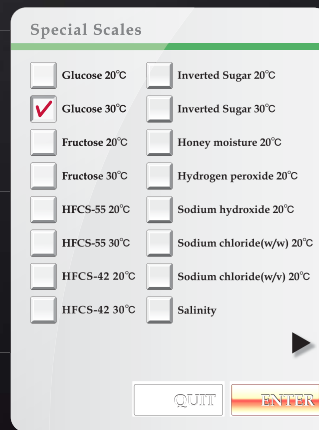 Special Scales
Glucose 20℃
Glucose 30℃
Fructose 20℃
Fructose 30℃
HFCS-55 20℃
HFCS-55 30℃
HFCS-42 20℃
HFCS-42 30℃
Inverted Sugar 20℃
Inverted Sugar 30℃
Honey moisture 20℃
Hydrogen peroxide 20℃
Sodium hydroxide 20℃
Sodium chloride(w/w) 20℃
Sodium chloride(w/v) 20℃
Salinity
QUIT
ENTER